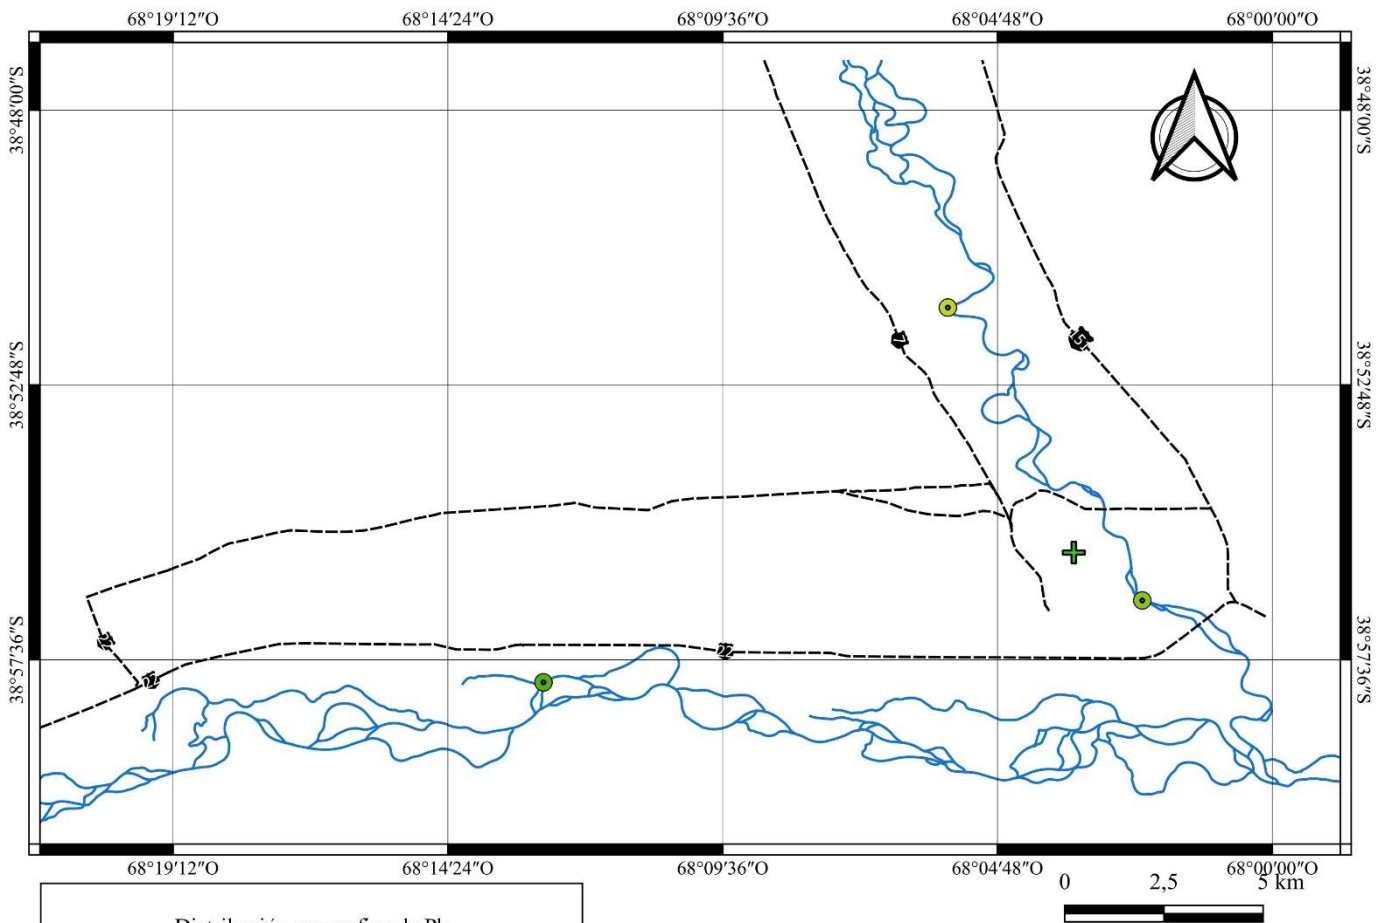 68°19′12″O 68°14′24″O 68°09′36″O 68°04′48″O 68°00′00″O
38°48′00″S 38°48′00″S
38°52′48″S 38°52′48″S
38°57′36″S 38°57′36″S
68°19′12″O 68°14′24″O 68°09′36″O 68°04′48″O 68°00′00″O
0 2,5 5 km